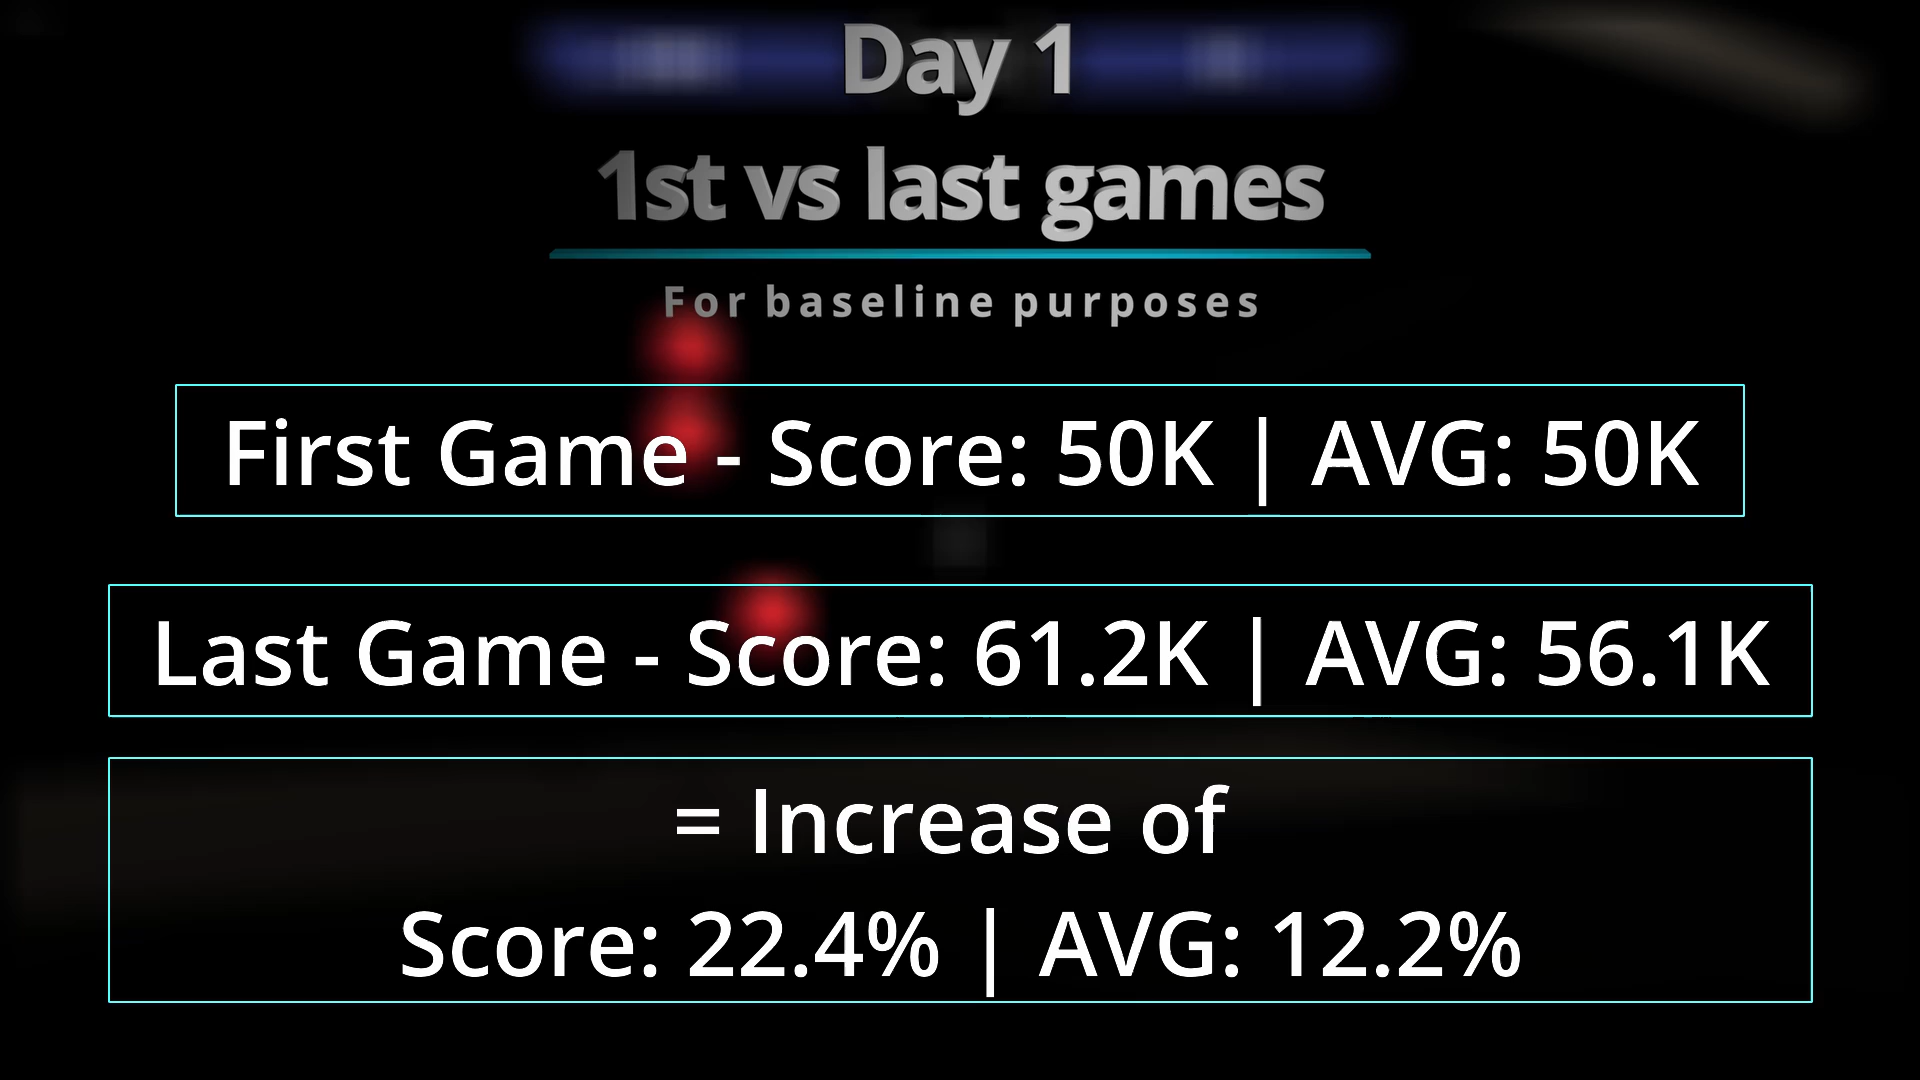 Day 1
1st vs last games
For baseline purposes
First Game - Score: 50K | AVG: 50K
Last Game - Score: 61.2K | AVG: 56.1K
= Increase of
Score: 22.4% | AVG: 12.2%